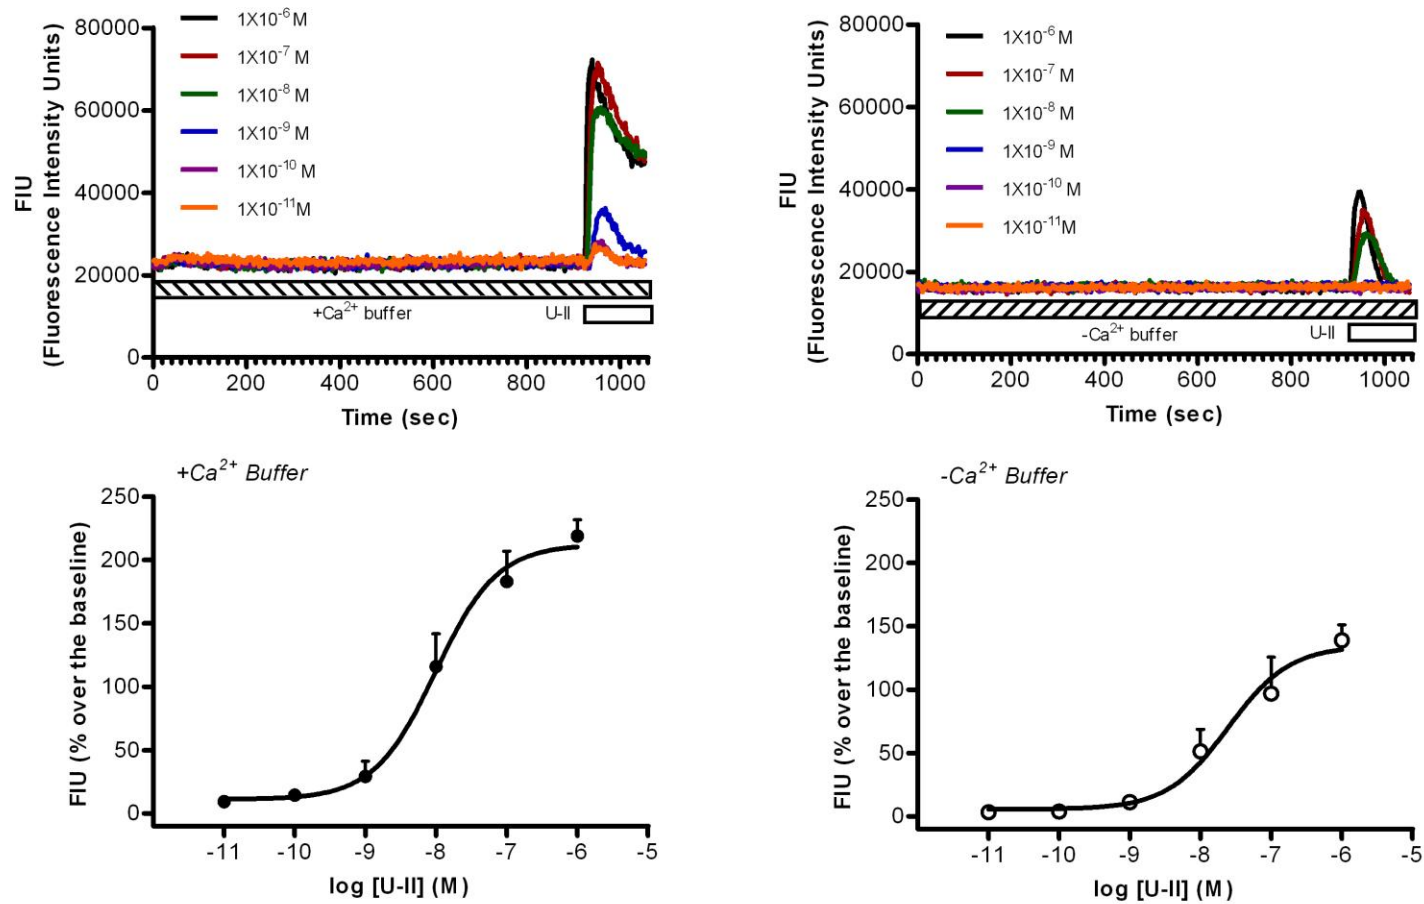 80000
60000
40000
20000
0
FIU
(Fluorescence Intensity Units)
1X10⁻⁶ M
1X10⁻⁷ M
1X10⁻⁸ M
1X10⁻⁹ M
1X10⁻¹⁰ M
1X10⁻¹¹M
+Ca²⁺ buffer
U-II
0 200 400 600 800 1000
Time (sec)
80000
60000
40000
20000
0
FIU
(Fluorescence Intensity Units)
1X10⁻⁶ M
1X10⁻⁷ M
1X10⁻⁸ M
1X10⁻⁹ M
1X10⁻¹⁰ M
1X10⁻¹¹M
-Ca²⁺ buffer
U-II
0 200 400 600 800 1000
Time (sec)
+Ca²⁺ Buffer
250
200
150
100
50
0
FIU (% over the baseline)
-11 -10 -9 -8 -7 -6 -5
log [U-II] (M)
-Ca²⁺ Buffer
250
200
150
100
50
0
FIU (% over the baseline)
-11 -10 -9 -8 -7 -6 -5
log [U-II] (M)